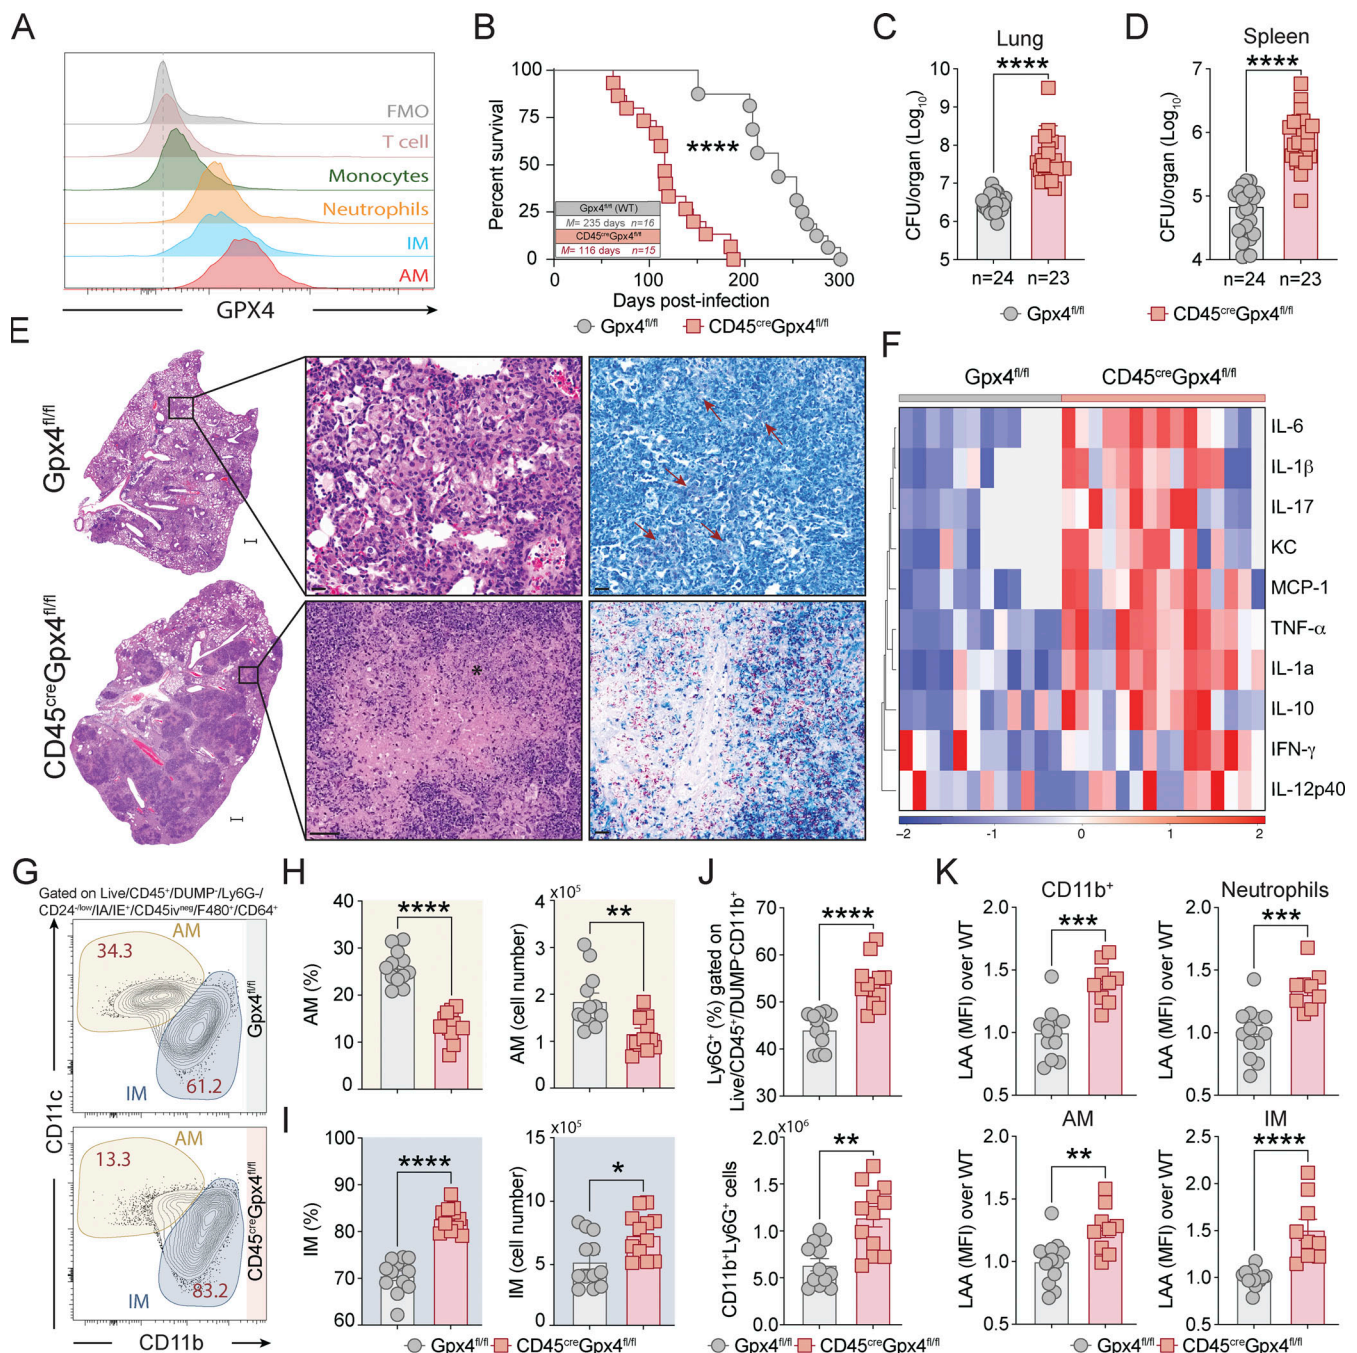 A
FMO
T cell
Monocytes
Neutrophils
IM
AM
GPX4
B
Percent survival
100
75
50
25
0
****
Gpx4fl/fl (WT)
M= 235 days n=16
CD45creGpx4fl/fl
M= 116 days n=15
0 100 200 300
Days post-infection
Gpx4fl/fl CD45creGpx4fl/fl
C
Lung
****
CFU/organ (Log10)
10
9
8
7
6
5
n=24 n=23
D
Spleen
****
CFU/organ (Log10)
7
6
5
4
n=24 n=23
Gpx4fl/fl CD45creGpx4fl/fl
E
Gpx4fl/fl
CD45creGpx4fl/fl
*
F
Gpx4fl/fl CD45creGpx4fl/fl
IL-6
IL-1β
IL-17
KC
MCP-1
TNF-α
IL-1a
IL-10
IFN-γ
IL-12p40
-2 -1 0 1 2
G
Gated on Live/CD45+/DUMP-/Ly6G-/
CD24-/low/IA/IE+/CD45ivneg/F480+/CD64+
AM
34.3
IM
61.2
Gpx4fl/fl
AM
13.3
IM
83.2
CD45creGpx4fl/fl
CD11c
CD11b
H
AM (%)
40
30
20
10
0
****
AM (cell number)
x10^5
4
3
2
1
0
**
I
IM (%)
100
90
80
70
60
****
IM (cell number)
x10^5
15
10
5
0
*
Gpx4fl/fl CD45creGpx4fl/fl
J
Ly6G+ (%) gated on
Live/CD45+/DUMP-CD11b+
70
60
50
40
30
****
CD11b+Ly6G+ cells
x10^6
2.0
1.5
1.0
5.0
0.0
**
Gpx4fl/fl CD45creGpx4fl/fl
K
CD11b+
LAA (MFI) over WT
2.0
1.5
1.0
0.5
***
Neutrophils
LAA (MFI) over WT
2.0
1.5
1.0
0.5
***
AM
LAA (MFI) over WT
2.0
1.5
1.0
0.5
**
IM
LAA (MFI) over WT
2.5
2.0
1.5
1.0
0.5
****
Gpx4fl/fl CD45creGpx4fl/fl